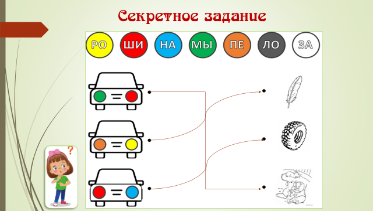 Секретное задание
РО ШИ НА МЫ ПЕ ЛО ЗА
?